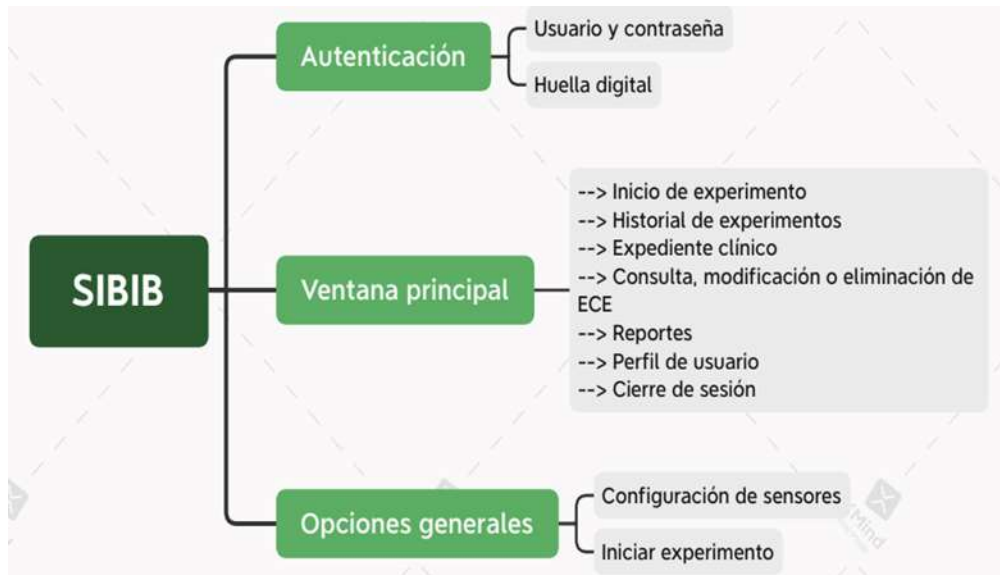 Usuario y contraseña
Autenticación
Huella digital
--> Inicio de experimento
--> Historial de experimentos
--> Expediente clínico
--> Consulta, modificación o eliminación de
ECE
--> Reportes
--> Perfil de usuario
--> Cierre de sesión
SIBIB
Ventana principal
Configuración de sensores
Opciones generales
Iniciar experimento
XMind